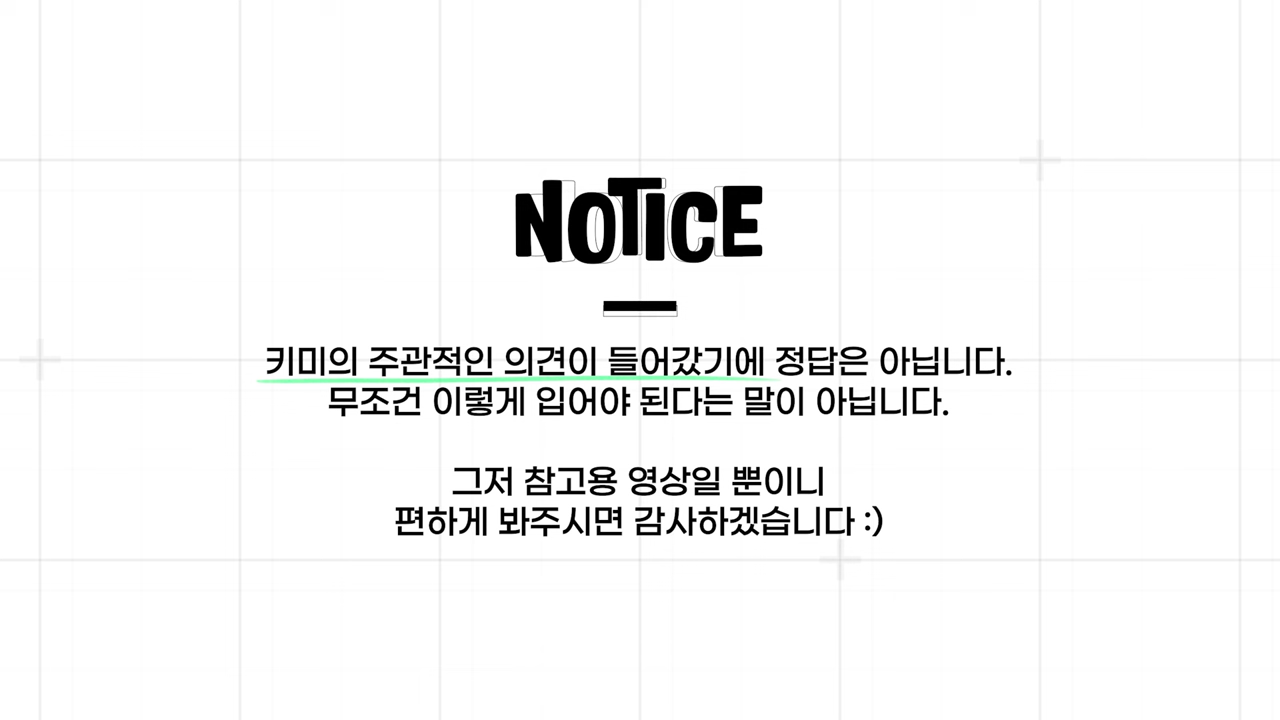 NOTICE
키미의 주관적인 의견이 들어갔기에 정답은 아닙니다.
무조건 이렇게 입어야 된다는 말이 아닙니다.
그저 참고용 영상일 뿐이니
편하게 봐주시면 감사하겠습니다 :)